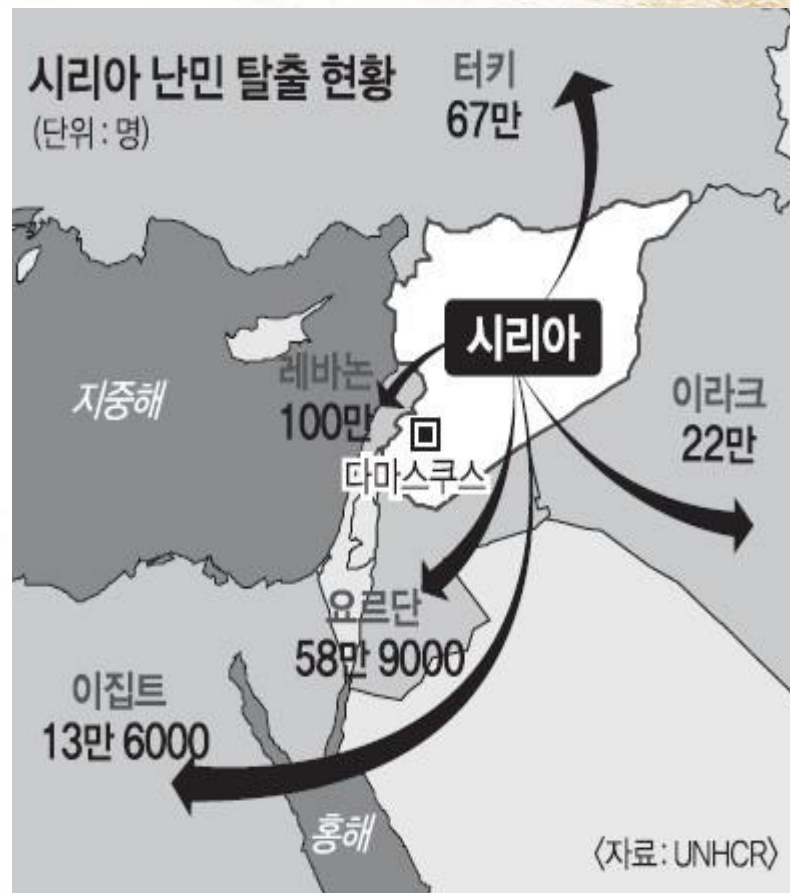 시리아 난민 탈출 현황
(단위 : 명)
터키
67만
시리아
레바논
100만
지중해
이라크
22만
다마스쿠스
요르단
58만 9000
이집트
13만 6000
홍해
〈자료 : UNHCR〉